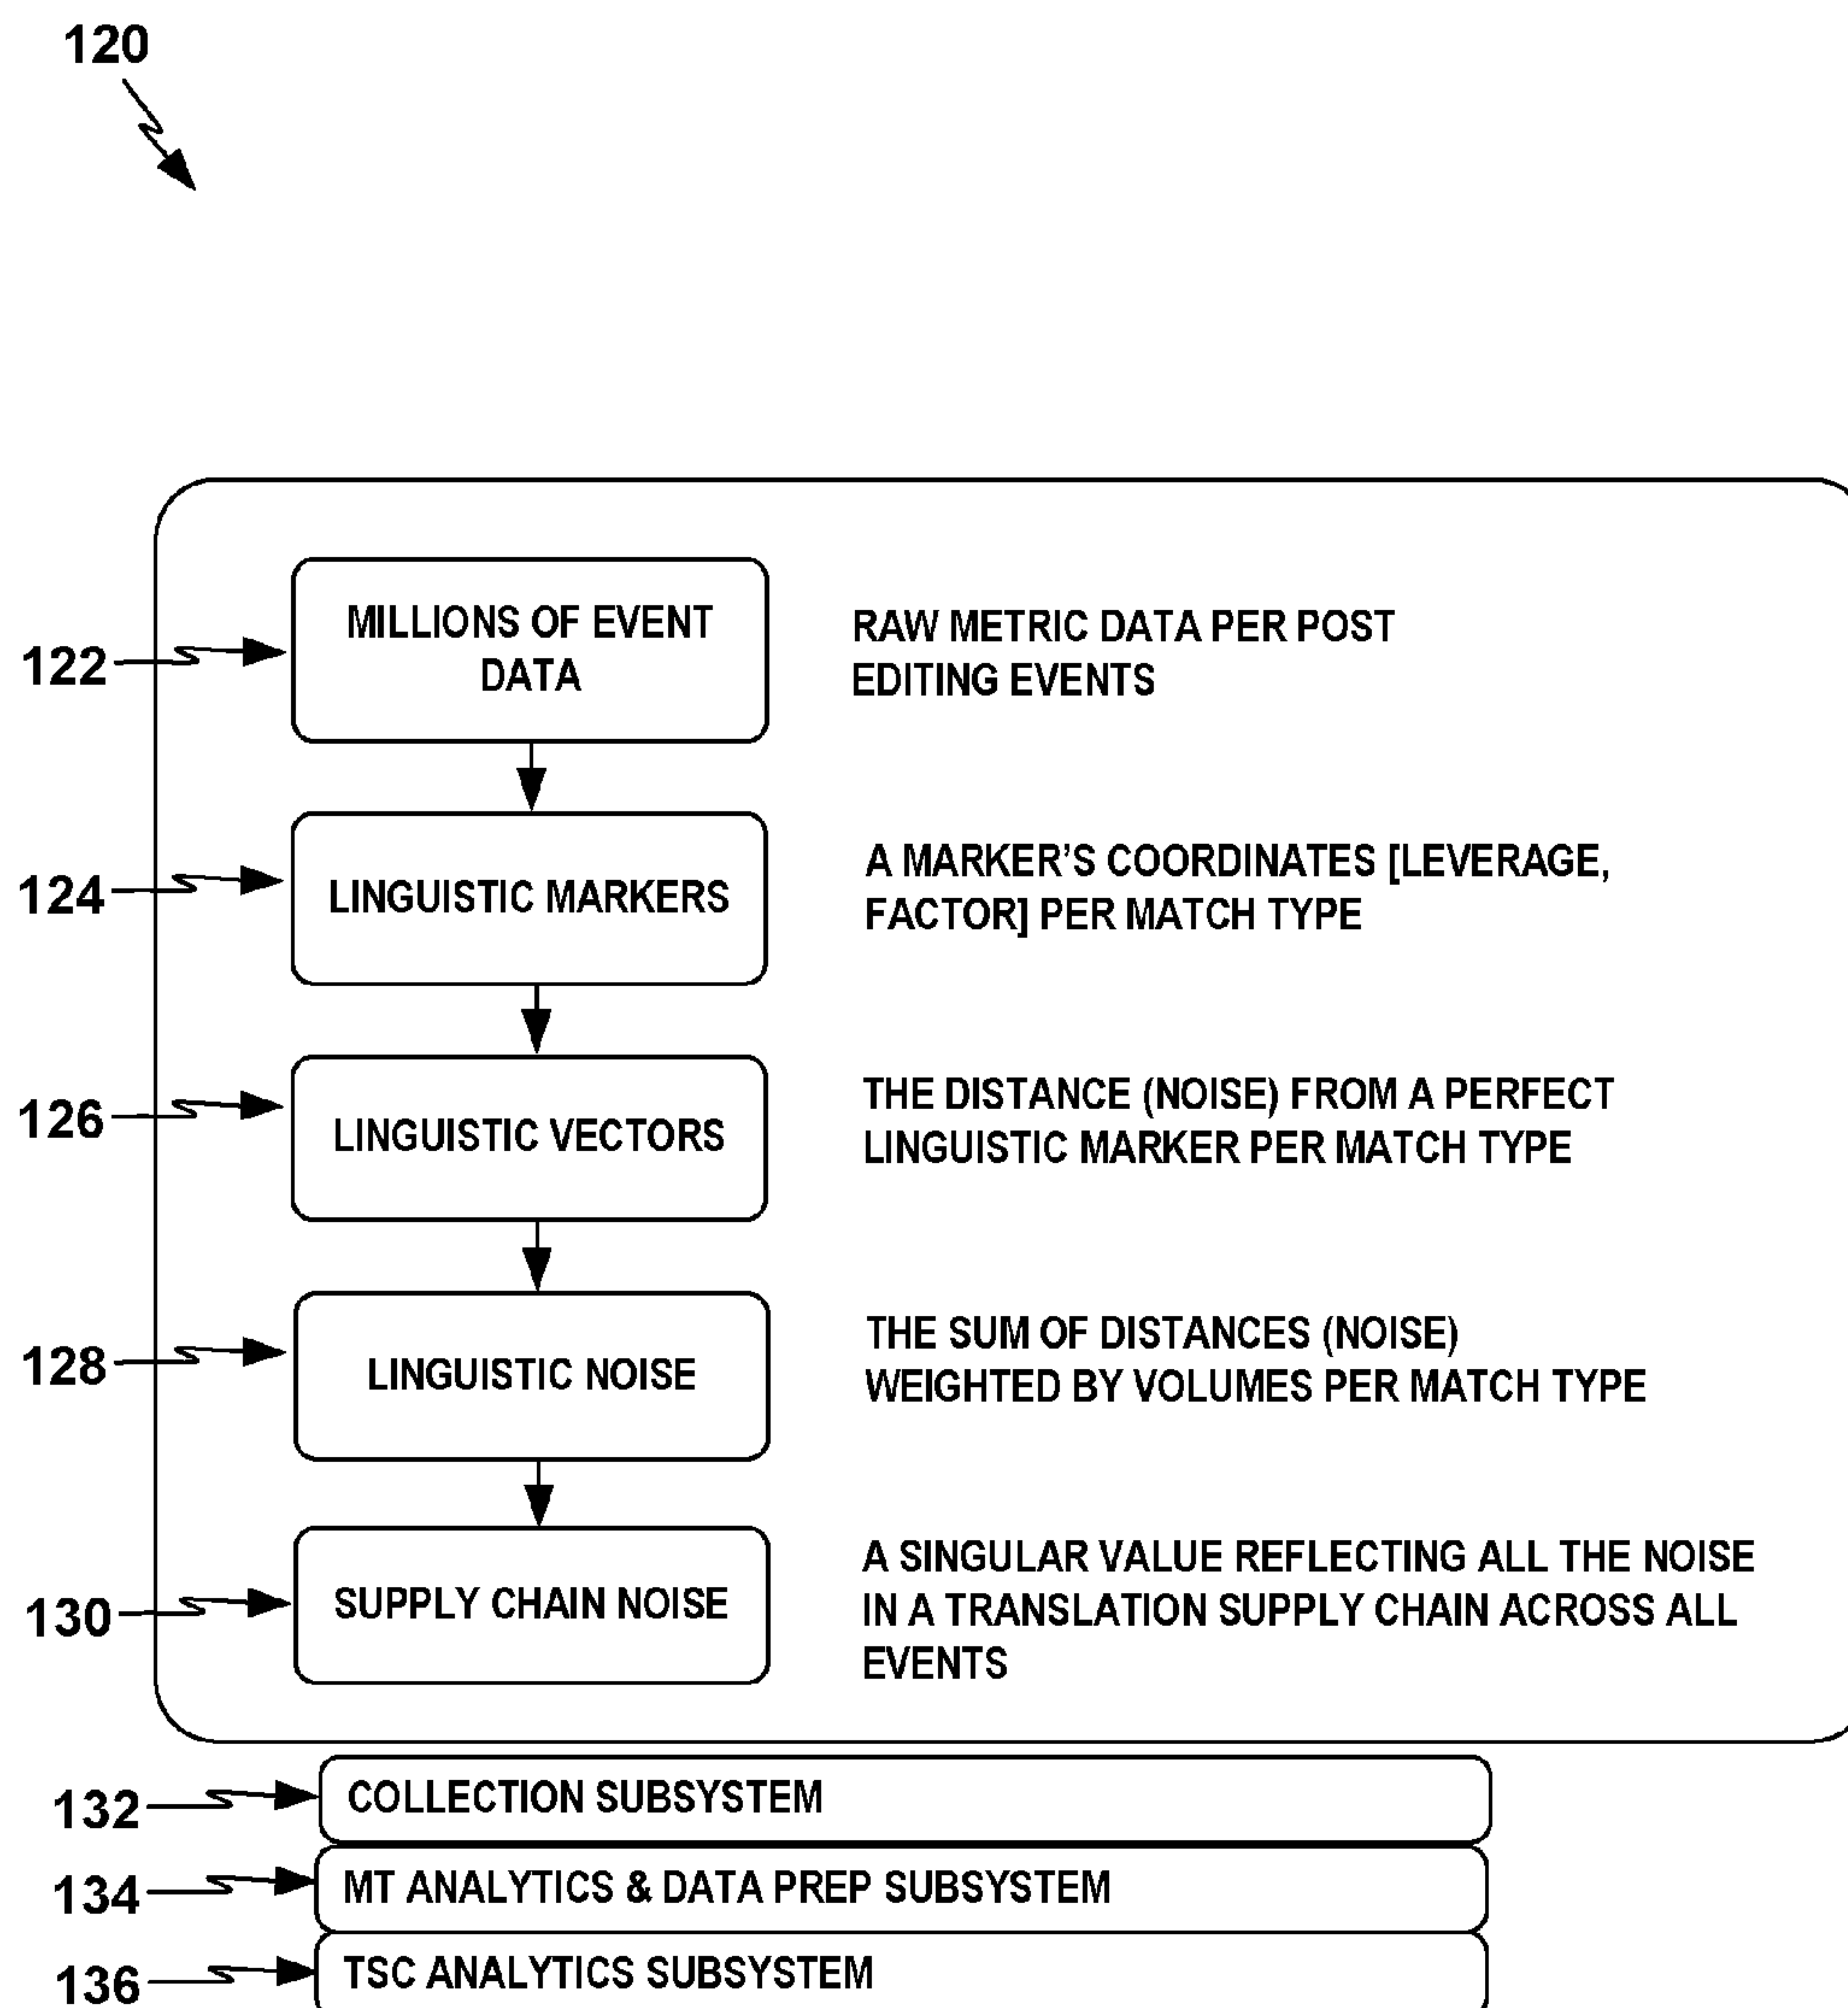 120
122
MILLIONS OF EVENT
DATA
RAW METRIC DATA PER POST
EDITING EVENTS
124
LINGUISTIC MARKERS
A MARKER'S COORDINATES [LEVERAGE,
FACTOR] PER MATCH TYPE
126
LINGUISTIC VECTORS
THE DISTANCE (NOISE) FROM A PERFECT
LINGUISTIC MARKER PER MATCH TYPE
128
LINGUISTIC NOISE
THE SUM OF DISTANCES (NOISE)
WEIGHTED BY VOLUMES PER MATCH TYPE
130
SUPPLY CHAIN NOISE
A SINGULAR VALUE REFLECTING ALL THE NOISE
IN A TRANSLATION SUPPLY CHAIN ACROSS ALL
EVENTS
132
COLLECTION SUBSYSTEM
134
MT ANALYTICS & DATA PREP SUBSYSTEM
136
TSC ANALYTICS SUBSYSTEM